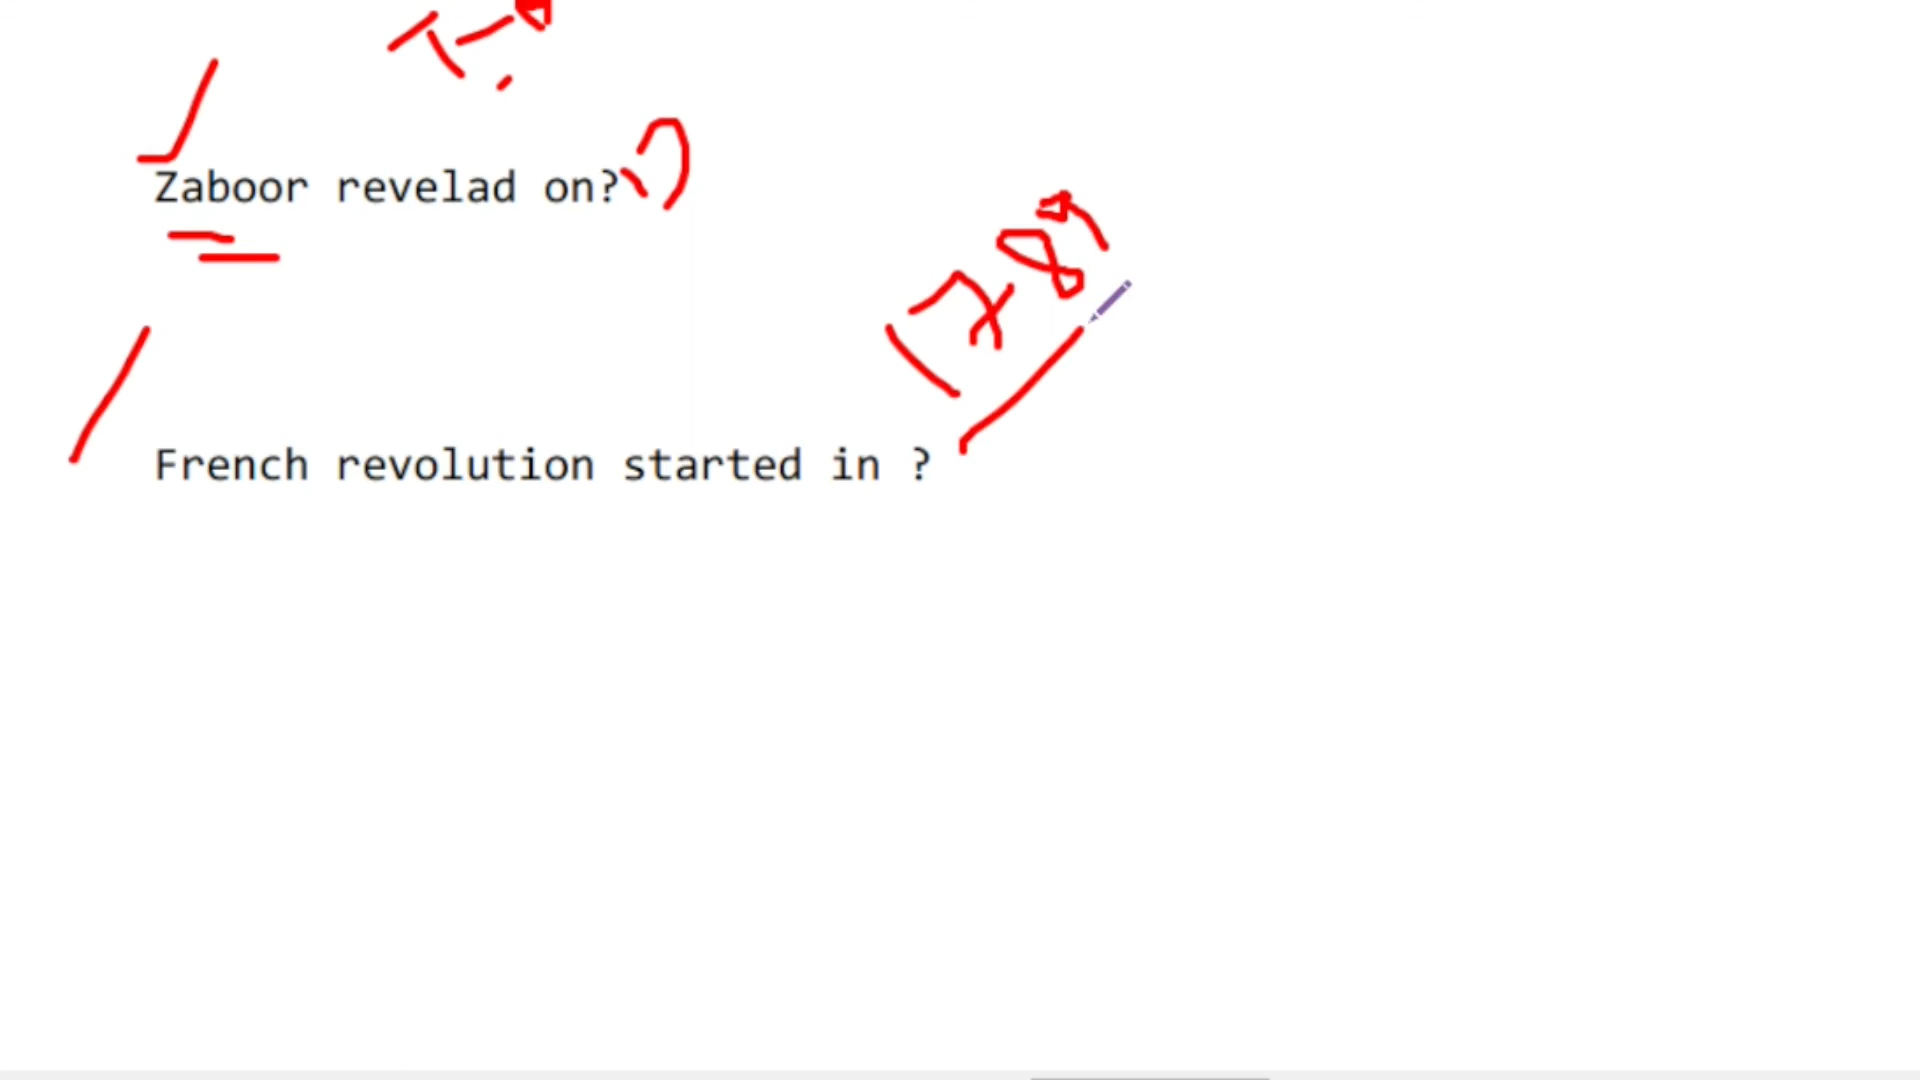 Zaboor revelad on?
1789
French revolution started in ?